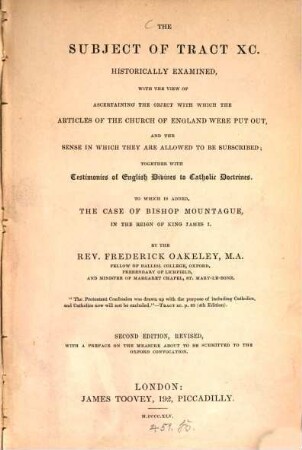 THE
SUBJECT OF TRACT XC.
HISTORICALLY EXAMINED,
WITH THE VIEW OF
ASCERTAINING THE OBJECT WITH WHICH THE
ARTICLES OF THE CHURCH OF ENGLAND WERE PUT OUT,
AND THE
SENSE IN WHICH THEY ARE ALLOWED TO BE SUBSCRIBED;
TOGETHER WITH
Testimonies of English Divines to Catholic Doctrines.
TO WHICH IS ADDED,
THE CASE OF BISHOP MOUNTAGUE,
IN THE REIGN OF KING JAMES I.
BY THE
REV. FREDERICK OAKELEY, M.A.
FELLOW OF BALLIOL COLLEGE, OXFORD,
PREBENDARY OF LICHFIELD,
AND MINISTER OF MARGARET CHAPEL, ST. MARY-LE-BONE.
"The Protestant Confession was drawn up with the purpose of including Catholics,
and Catholics now will not be excluded."—TRACT XC. p. 83 (4th Edition).
SECOND EDITION, REVISED,
WITH A PREFACE ON THE MEASURE ABOUT TO BE SUBMITTED TO THE
OXFORD CONVOCATION.
LONDON:
JAMES TOOVEY, 192, PICCADILLY.
M.DCCC.XLV.